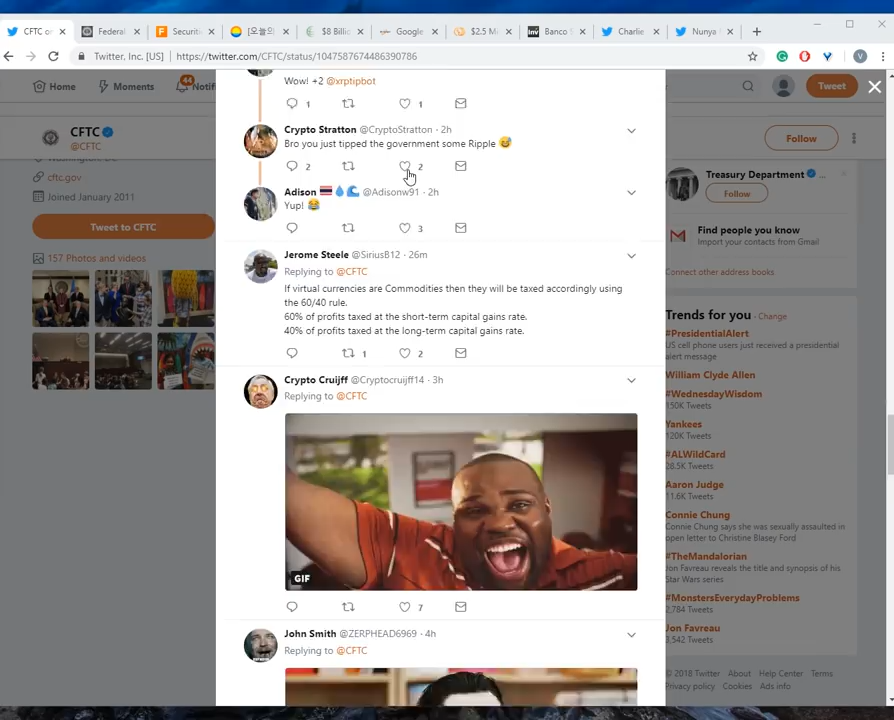 CFTC on
Federal
Securiti
[오늘의
$8 Billio
Google
$2.5 Mi
Inv
Banco S
Charlie
Nunya
Twitter, Inc. [US]
https://twitter.com/CFTC/status/1047587674486390786
V
Home
Moments
44
Notifi
Tweet
CFTC
@CFTC
Follow
cftc.gov
Joined January 2011
Tweet to CFTC
157 Photos and videos
Wow! +2 @xrptipbot
1
1
Crypto Stratton @CryptoStratton · 2h
Bro you just tipped the government some Ripple 😅
2
2
Adison 🇹🇭💧🌊 @Adisonw91 · 2h
Yup! 😂
3
Jerome Steele @SiriusB12 · 26m
Replying to @CFTC
If virtual currencies are Commodities then they will be taxed accordingly using
the 60/40 rule.
60% of profits taxed at the short-term capital gains rate.
40% of profits taxed at the long-term capital gains rate.
1
2
Crypto Cruijff @Cryptocruijff14 · 3h
Replying to @CFTC
GIF
7
John Smith @ZERPHEAD6969 · 4h
Replying to @CFTC
Treasury Department ...
Follow
Find people you know
Import your contacts from Gmail
Connect other address books
Trends for you · Change
#PresidentialAlert
US cell phone users just received a presidential
alert message
William Clyde Allen
#WednesdayWisdom
150K Tweets
Yankees
120K Tweets
#ALWildCard
28.5K Tweets
Aaron Judge
11.6K Tweets
Connie Chung
Connie Chung says she was sexually assaulted in
open letter to Christine Blasey Ford
#TheMandalorian
Jon Favreau reveals the title and synopsis of his
Star Wars series
#MonstersEverydayProblems
2,784 Tweets
Jon Favreau
3,542 Tweets
© 2018 Twitter About Help Center Terms
Privacy policy Cookies Ads info